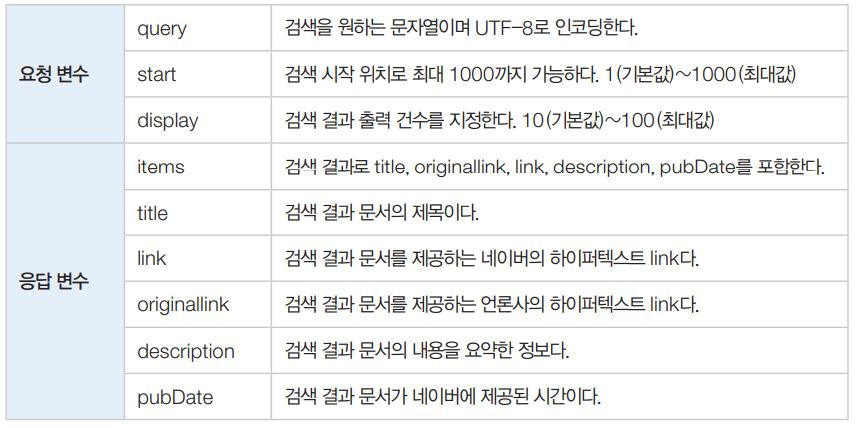 요청 변수
query 검색을 원하는 문자열이며 UTF-8로 인코딩한다.
start 검색 시작 위치로 최대 1000까지 가능하다. 1(기본값)~1000(최대값)
display 검색 결과 출력 건수를 지정한다. 10(기본값)~100(최대값)
응답 변수
items 검색 결과로 title, originallink, link, description, pubDate를 포함한다.
title 검색 결과 문서의 제목이다.
link 검색 결과 문서를 제공하는 네이버의 하이퍼텍스트 link다.
originallink 검색 결과 문서를 제공하는 언론사의 하이퍼텍스트 link다.
description 검색 결과 문서의 내용을 요약한 정보다.
pubDate 검색 결과 문서가 네이버에 제공된 시간이다.